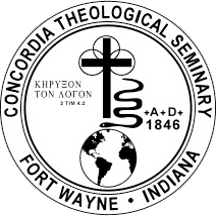 CONCORDIA THEOLOGICAL SEMINARY
ΚΗΡΥΞΟΝ
ΤΟΝ ΛΟΓΟΝ
2 TIM 4:2
+A+D+
1846
FORT WAYNE • INDIANA